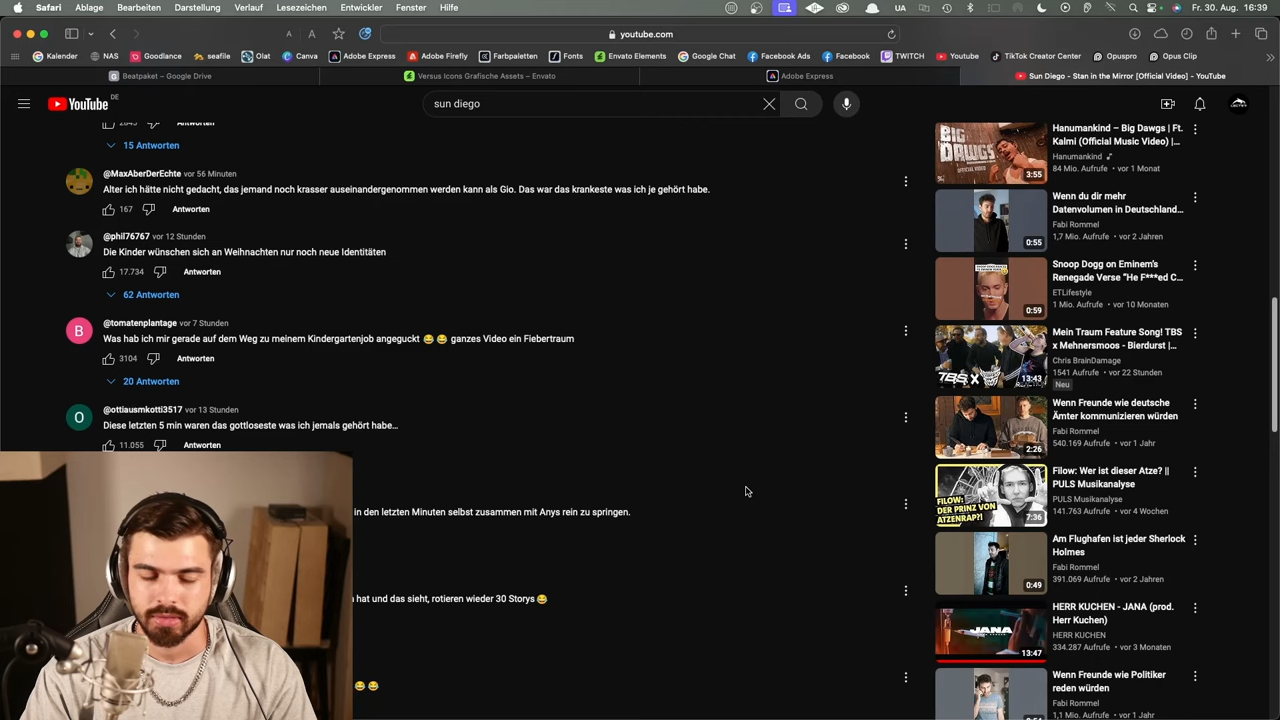 Safari Ablage Bearbeiten Darstellung Verlauf Lesezeichen Entwickler Fenster Hilfe
UA
Fr. 30. Aug. 16:39
A A
youtube.com
Kalender NAS Goodlance seafile Olat Canva Adobe Express Adobe Firefly Farbpaletten Fonts Envato Elements Google Facebook Ads Facebook TWITCH Youtube TikTok Creator Center Opuspro Opus Clip
Beatpaket – Google Drive
Versus Icons Grafische Assets – Envato
Adobe Express
Sun Diego - Stan in the Mirror [Official Video] - YouTube
YouTube DE
sun diego
Antworten
15 Antworten
@MaxAberDerEchte vor 56 Minuten
Alter ich hätte nicht gedacht, das jemand noch krasser auseinandergenommen werden kann als Gio. Das war das krankeste was ich je gehört habe.
167 Antworten
@phil76767 vor 12 Stunden
Die Kinder wünschen sich an Weihnachten nur noch neue Identitäten
17.734 Antworten
62 Antworten
B
@tomatenplantage vor 7 Stunden
Was hab ich mir gerade auf dem Weg zu meinem Kindergartenjob angeguckt 😂 😂 ganzes Video ein Fiebertraum
3104 Antworten
20 Antworten
O
@ottiausmkotti3517 vor 13 Stunden
Diese letzten 5 min waren das gottloseste was ich jemals gehört habe...
11.055 Antworten
in den letzten Minuten selbst zusammen mit Anys rein zu springen.
hat und das sieht, rotieren wieder 30 Storys 😂
😂 😂
BIG
DAWGS
3:55
Hanumankind – Big Dawgs | Ft.
Kalmi (Official Music Video) |...
Hanumankind
84 Mio. Aufrufe • vor 1 Monat
0:55
Wenn du dir mehr
Datenvolumen in Deutschland...
Fabi Rommel
1,7 Mio. Aufrufe • vor 2 Jahren
0:59
Snoop Dogg on Eminem's
Renegade Verse “He F***ed C...
ETLifestyle
1 Mio. Aufrufe • vor 10 Monaten
TBS X
13:43
Mein Traum Feature Song! TBS
x Mehnersmoos - Bierdurst |...
Chris BrainDamage
1541 Aufrufe • vor 22 Stunden
Neu
2:26
Wenn Freunde wie deutsche
Ämter kommunizieren würden
Fabi Rommel
540.169 Aufrufe • vor 1 Jahr
FILOW:
DER PRINZ VON
ATZENRAP?!
7:36
Filow: Wer ist dieser Atze? ||
PULS Musikanalyse
PULS Musikanalyse
141.763 Aufrufe • vor 4 Wochen
0:49
Am Flughafen ist jeder Sherlock
Holmes
Fabi Rommel
391.069 Aufrufe • vor 2 Jahren
JANA
13:47
HERR KUCHEN - JANA (prod.
Herr Kuchen)
HERR KUCHEN
334.287 Aufrufe • vor 3 Monaten
Wenn Freunde wie Politiker
reden würden
Fabi Rommel
1,1 Mio. Aufrufe • vor 1 Jahr